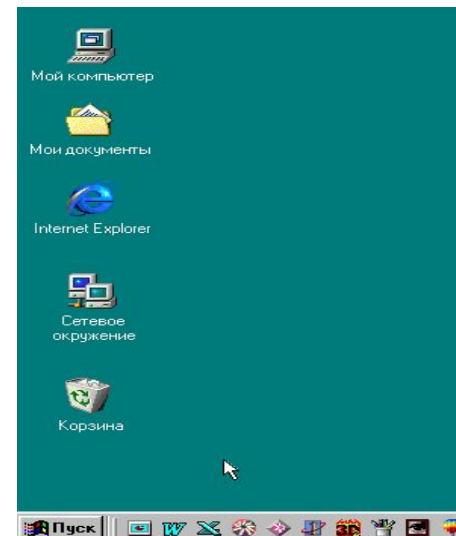 Мой компьютер
Мои документы
Internet Explorer
Сетевое
окружение
Корзина
Пуск